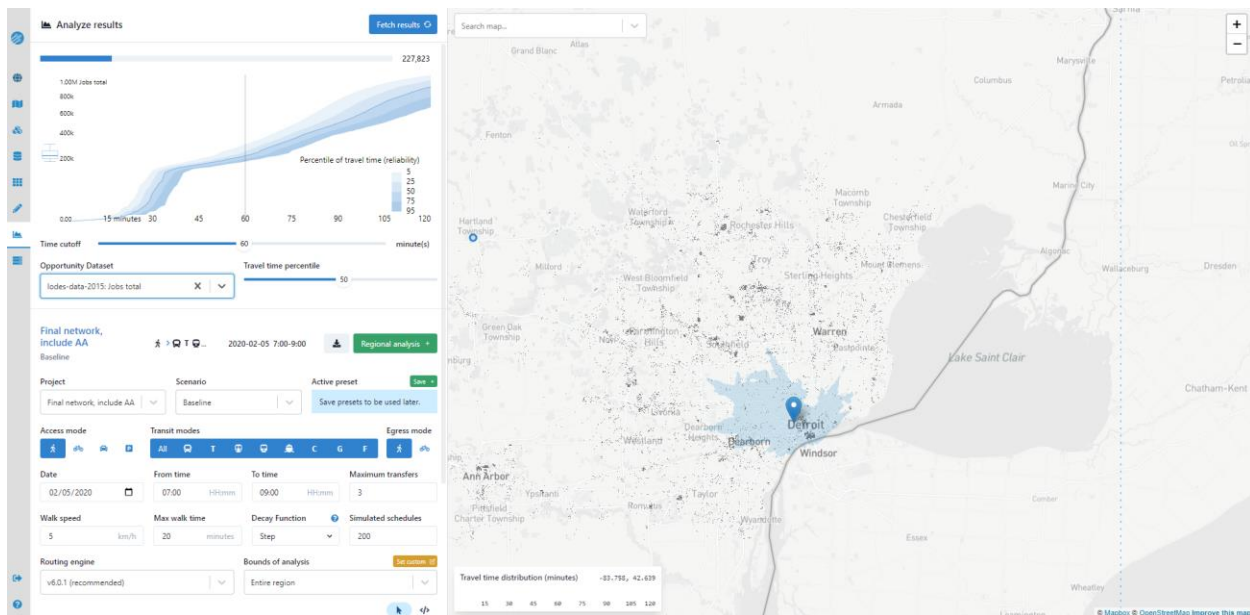 Analyze results
Fetch results
227,823
1.00M Jobs total
800k
600k
400k
200k
0.00
15 minutes 30 45 60 75 90 105 120
Percentile of travel time (reliability)
5
25
50
75
95
Time cutoff 60 minute(s)
Opportunity Dataset Travel time percentile
lodes-data-2015: Jobs total X 50
Final network,
include AA
Baseline
T
2020-02-05 7:00-9:00
Regional analysis +
Project Scenario Active preset Save +
Final network, include AA Baseline Save presets to be used later.
Access mode Transit modes Egress mode
P All T C G F
Date From time To time Maximum transfers
02/05/2020 07:00 HH:mm 09:00 HH:mm 3
Walk speed Max walk time Decay Function ? Simulated schedules
5 km/h 20 minutes Step 200
Routing engine Bounds of analysis Set custom
v6.0.1 (recommended) Entire region
</>
Search map...
+
−
Sarnia
Grand Blanc
Allas
Marysville
Columbus
Petrolia
Armada
Fenton
Oil Spr
Marine City
Macomb
Township
Waterford
Township
Chesterfield
Township
Hartland
Township
Rochester Hills
Algonac
Milford
Troy
Mount Clemens
Wallaceburg
Dresden
West Bloomfield
Township
Sterling Heights
Green Oak
Township
Farmington
Hills
Southfield
Warren
Eastpointe
Lake Saint Clair
Chatham-Kent
Livonia
Dearborn
Heights
Detroit
Westland
Dearborn
Windsor
Ann Arbor
Ypsilanti
Taylor
Pittsfield
Charter Township
Romulus
Wyandotte
Comber
Essex
Wheatley
Leamington
Travel time distribution (minutes) -83.758, 42.639
15 30 45 60 75 90 105 120
© Mapbox © OpenStreetMap Improve this map